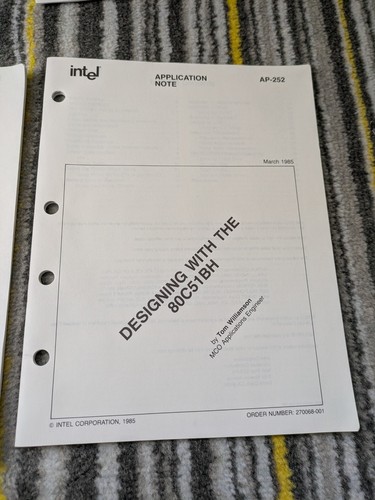 intel
APPLICATION
NOTE
AP-252
March 1985
DESIGNING WITH THE
80C51BH
by Tom Williamson
MCO Applications Engineer
© INTEL CORPORATION, 1985
ORDER NUMBER: 270068-001